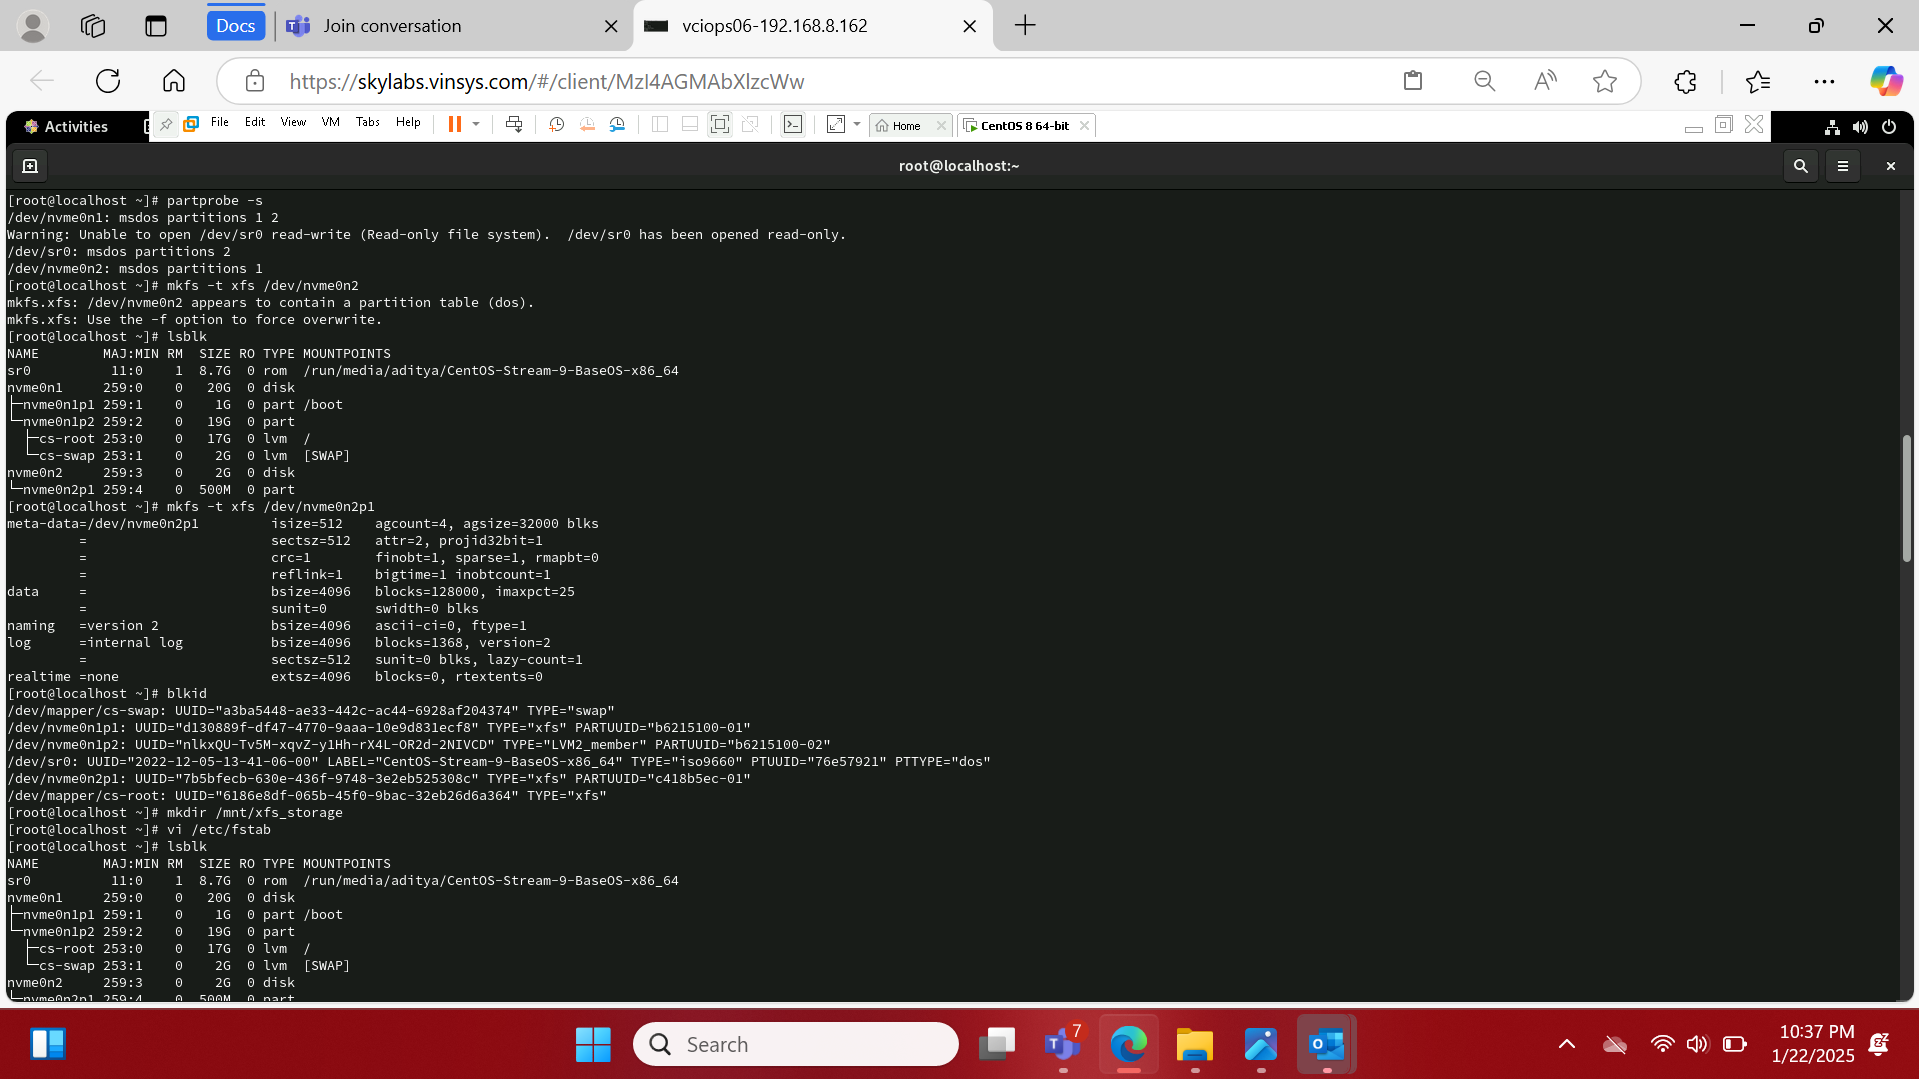 Docs
Join conversation
vciops06-192.168.8.162
https://skylabs.vinsys.com/#/client/MzI4AGMAbXlzcWw
Activities
File Edit View VM Tabs Help
Home
CentOS 8 64-bit
root@localhost:~
[root@localhost ~]# partprobe -s
/dev/nvme0n1: msdos partitions 1 2
Warning: Unable to open /dev/sr0 read-write (Read-only file system).  /dev/sr0 has been opened read-only.
/dev/sr0: msdos partitions 2
/dev/nvme0n2: msdos partitions 1
[root@localhost ~]# mkfs -t xfs /dev/nvme0n2
mkfs.xfs: /dev/nvme0n2 appears to contain a partition table (dos).
mkfs.xfs: Use the -f option to force overwrite.
[root@localhost ~]# lsblk
NAME        MAJ:MIN RM  SIZE RO TYPE MOUNTPOINTS
sr0          11:0    1  8.7G  0 rom  /run/media/aditya/CentOS-Stream-9-BaseOS-x86_64
nvme0n1     259:0    0   20G  0 disk
├─nvme0n1p1 259:1    0    1G  0 part /boot
└─nvme0n1p2 259:2    0   19G  0 part
  ├─cs-root 253:0    0   17G  0 lvm  /
  └─cs-swap 253:1    0    2G  0 lvm  [SWAP]
nvme0n2     259:3    0    2G  0 disk
└─nvme0n2p1 259:4    0  500M  0 part
[root@localhost ~]# mkfs -t xfs /dev/nvme0n2p1
meta-data=/dev/nvme0n2p1         isize=512    agcount=4, agsize=32000 blks
         =                       sectsz=512   attr=2, projid32bit=1
         =                       crc=1        finobt=1, sparse=1, rmapbt=0
         =                       reflink=1    bigtime=1 inobtcount=1
data     =                       bsize=4096   blocks=128000, imaxpct=25
         =                       sunit=0      swidth=0 blks
naming   =version 2              bsize=4096   ascii-ci=0, ftype=1
log      =internal log           bsize=4096   blocks=1368, version=2
         =                       sectsz=512   sunit=0 blks, lazy-count=1
realtime =none                   extsz=4096   blocks=0, rtextents=0
[root@localhost ~]# blkid
/dev/mapper/cs-swap: UUID="a3ba5448-ae33-442c-ac44-6928af204374" TYPE="swap"
/dev/nvme0n1p1: UUID="d130889f-df47-4770-9aaa-10e9d831ecf8" TYPE="xfs" PARTUUID="b6215100-01"
/dev/nvme0n1p2: UUID="nlkxQU-Tv5M-xqvZ-y1Hh-rX4L-OR2d-2NIVCD" TYPE="LVM2_member" PARTUUID="b6215100-02"
/dev/sr0: UUID="2022-12-05-13-41-06-00" LABEL="CentOS-Stream-9-BaseOS-x86_64" TYPE="iso9660" PTUUID="76e57921" PTTYPE="dos"
/dev/nvme0n2p1: UUID="7b5bfecb-630e-436f-9748-3e2eb525308c" TYPE="xfs" PARTUUID="c418b5ec-01"
/dev/mapper/cs-root: UUID="6186e8df-065b-45f0-9bac-32eb26d6a364" TYPE="xfs"
[root@localhost ~]# mkdir /mnt/xfs_storage
[root@localhost ~]# vi /etc/fstab
[root@localhost ~]# lsblk
NAME        MAJ:MIN RM  SIZE RO TYPE MOUNTPOINTS
sr0          11:0    1  8.7G  0 rom  /run/media/aditya/CentOS-Stream-9-BaseOS-x86_64
nvme0n1     259:0    0   20G  0 disk
├─nvme0n1p1 259:1    0    1G  0 part /boot
└─nvme0n1p2 259:2    0   19G  0 part
  ├─cs-root 253:0    0   17G  0 lvm  /
  └─cs-swap 253:1    0    2G  0 lvm  [SWAP]
nvme0n2     259:3    0    2G  0 disk
└─nvme0n2p1 259:4    0  500M  0 part
Search
7
10:37 PM
1/22/2025